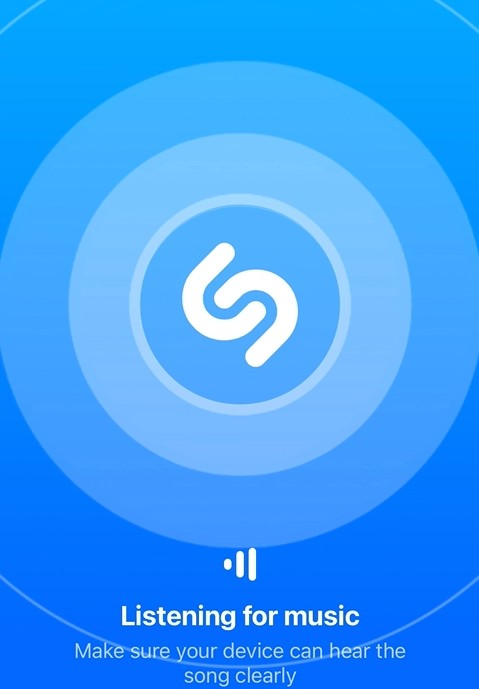 Listening for music
Make sure your device can hear the
song clearly